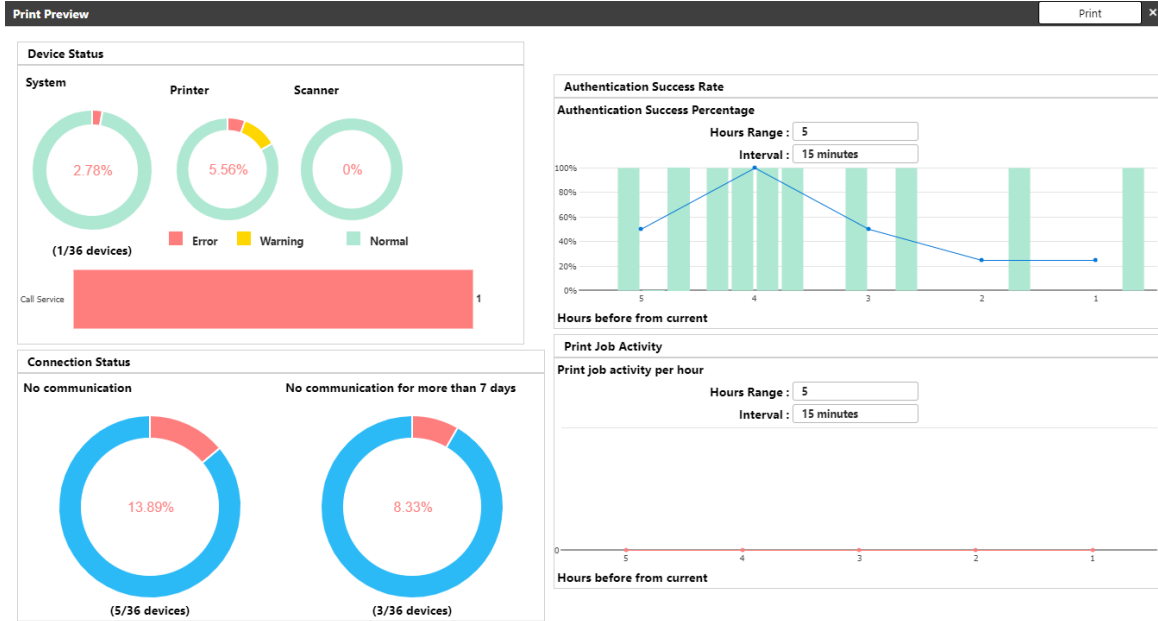 Print Preview
Print
×
Device Status
System
Printer
Scanner
2.78%
5.56%
0%
Error
Warning
Normal
(1/36 devices)
Call Service
1
Connection Status
No communication
No communication for more than 7 days
13.89%
8.33%
(5/36 devices)
(3/36 devices)
Authentication Success Rate
Authentication Success Percentage
Hours Range : 5
Interval : 15 minutes
100%
80%
60%
40%
20%
0%
5 4 3 2 1
Hours before from current
Print Job Activity
Print job activity per hour
Hours Range : 5
Interval : 15 minutes
0
5 4 3 2 1
Hours before from current